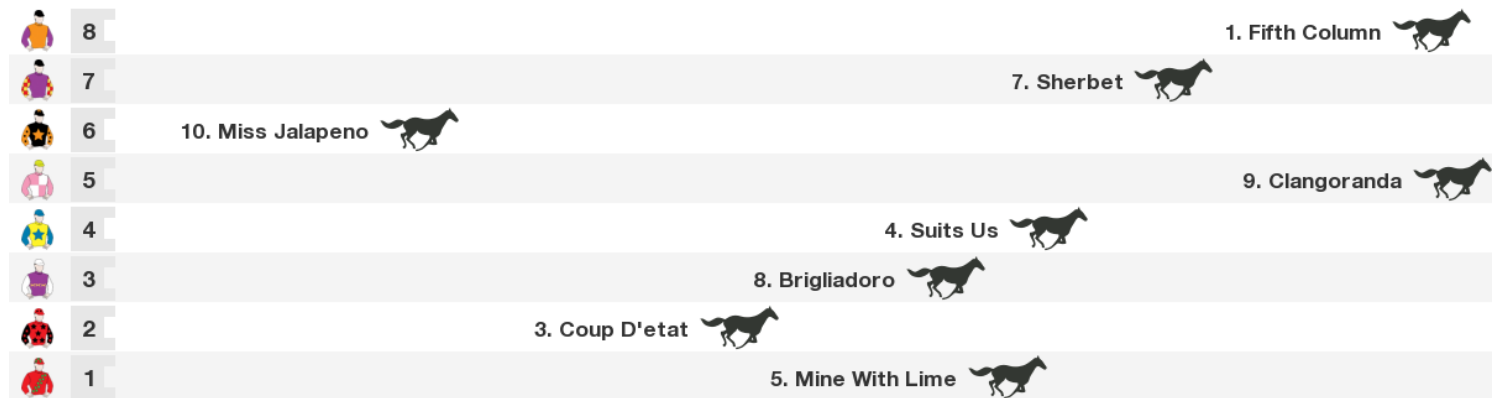 8 1. Fifth Column
7 7. Sherbet
6 10. Miss Jalapeno
5 9. Clangoranda
4 4. Suits Us
3 8. Brigliadoro
2 3. Coup D'etat
1 5. Mine With Lime